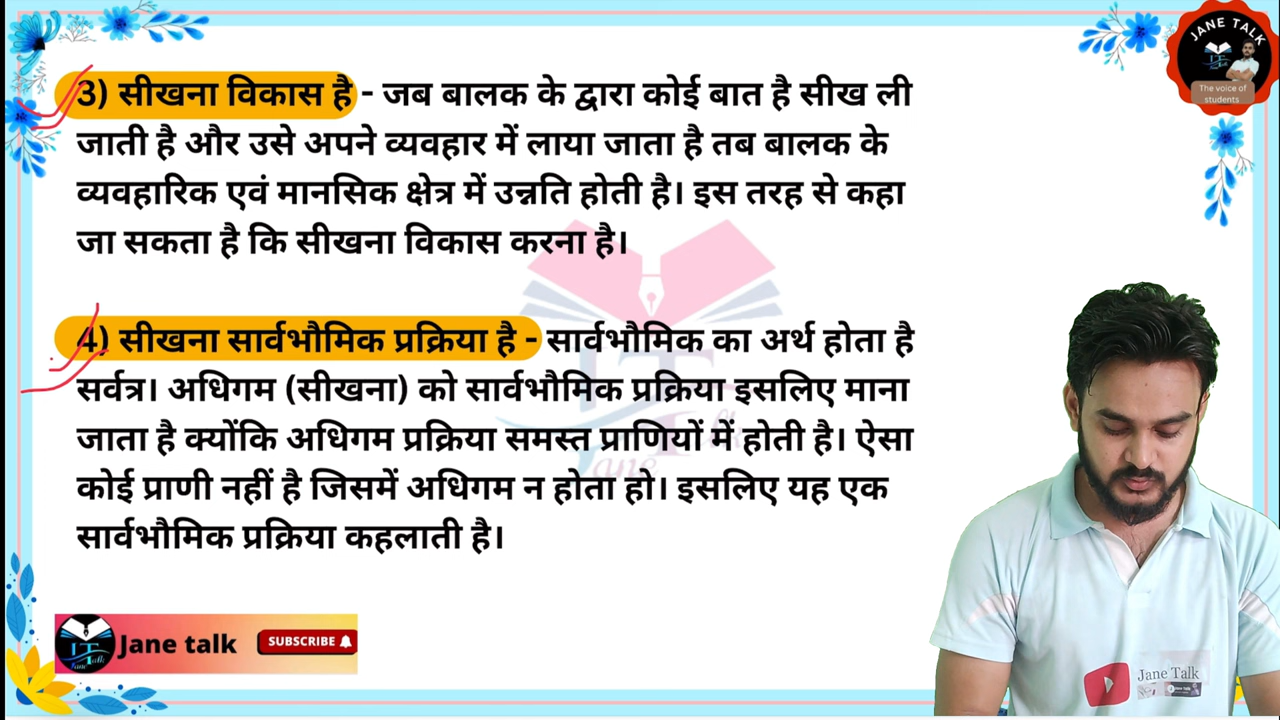 3) सीखना विकास है - जब बालक के द्वारा कोई बात है सीख ली
जाती है और उसे अपने व्यवहार में लाया जाता है तब बालक के
व्यवहारिक एवं मानसिक क्षेत्र में उन्नति होती है। इस तरह से कहा
जा सकता है कि सीखना विकास करना है।
4) सीखना सार्वभौमिक प्रक्रिया है - सार्वभौमिक का अर्थ होता है
सर्वत्र। अधिगम (सीखना) को सार्वभौमिक प्रक्रिया इसलिए माना
जाता है क्योंकि अधिगम प्रक्रिया समस्त प्राणियों में होती है। ऐसा
कोई प्राणी नहीं है जिसमें अधिगम न होता हो। इसलिए यह एक
सार्वभौमिक प्रक्रिया कहलाती है।
JANE TALK
The voice of
students
Jane talk
SUBSCRIBE
Jane Talk